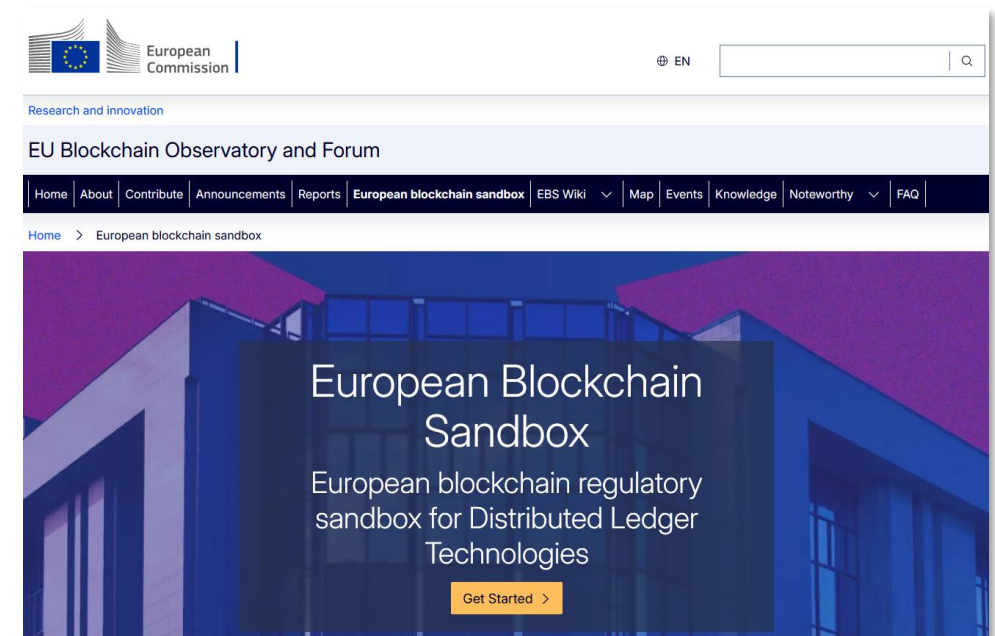 European
Commission
EN
Research and innovation
EU Blockchain Observatory and Forum
Home About Contribute Announcements Reports European blockchain sandbox EBS Wiki Map Events Knowledge Noteworthy FAQ
Home > European blockchain sandbox
European Blockchain
Sandbox
European blockchain regulatory
sandbox for Distributed Ledger
Technologies
Get Started >